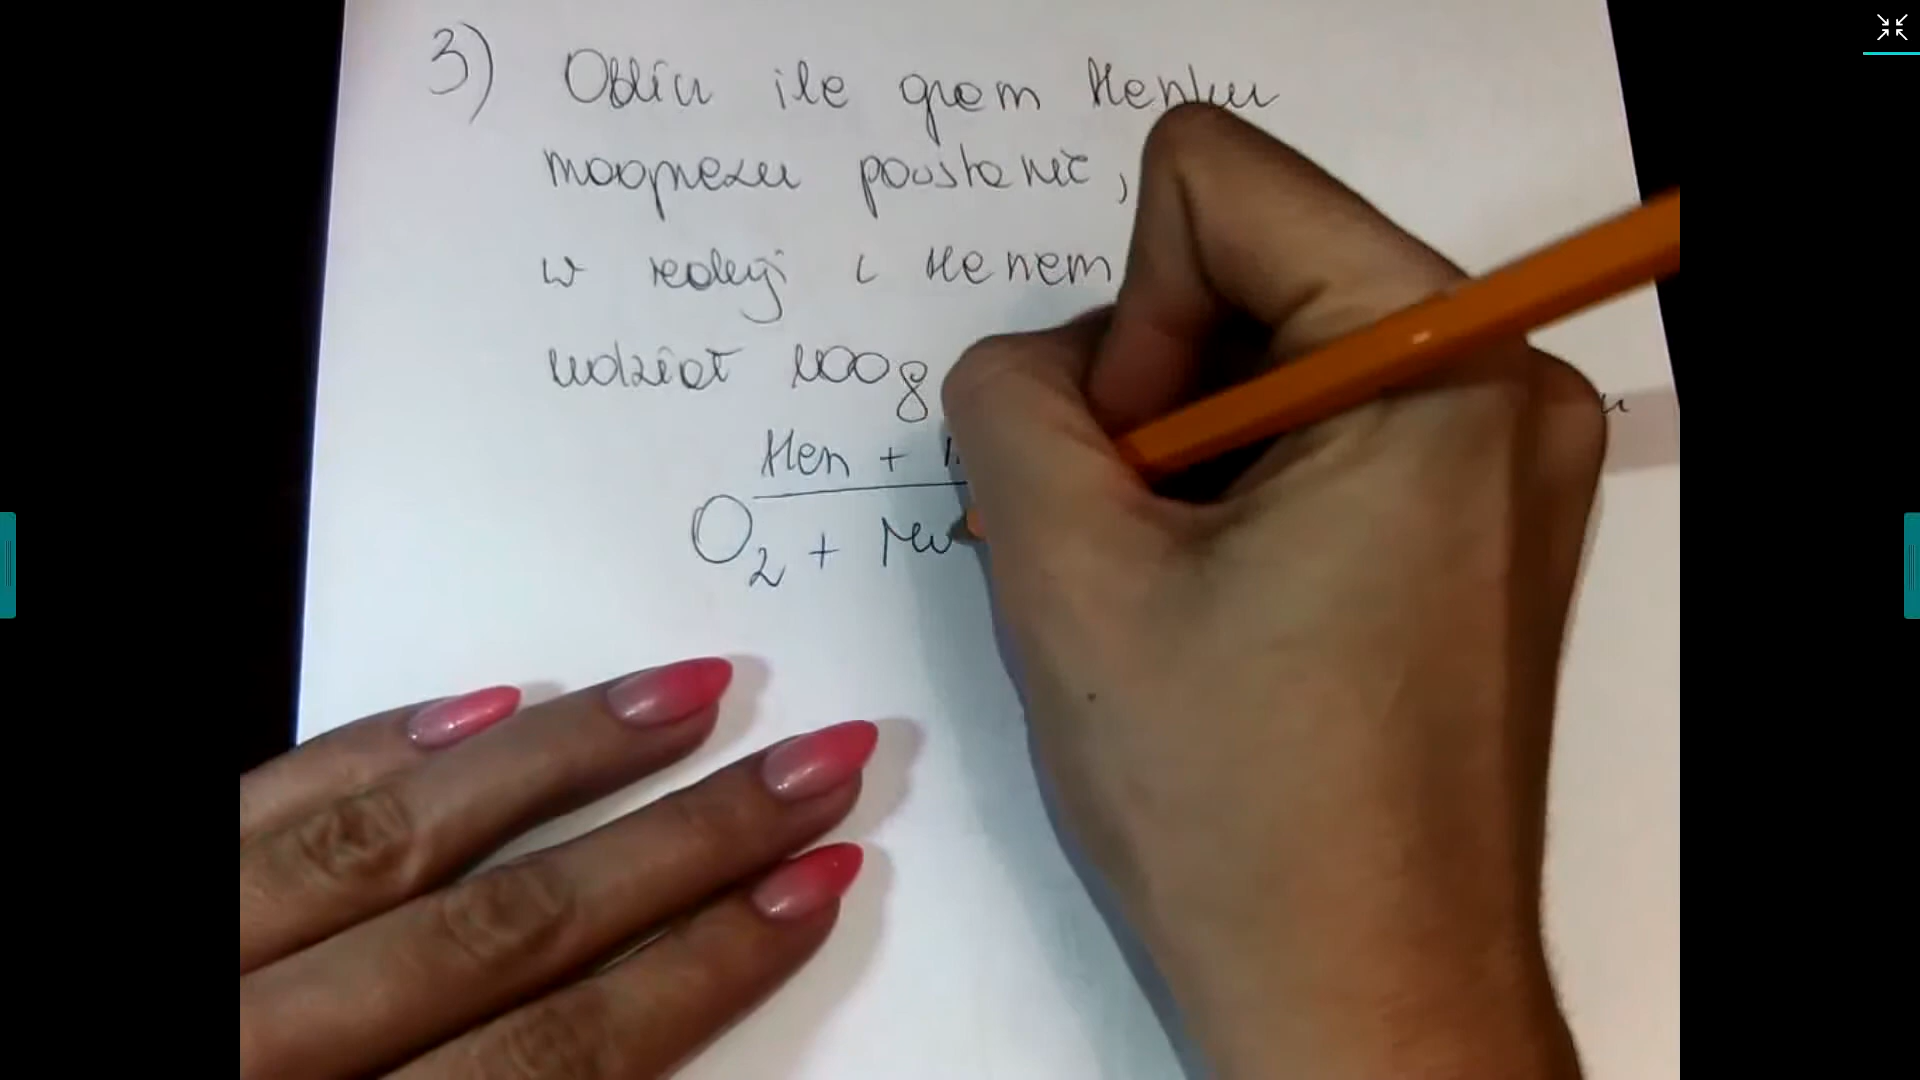 3) Oblicz ile gram tlenku
magnezu powstanie,
w reakcji z tlenem
udział 100g
tlen +
O₂ +